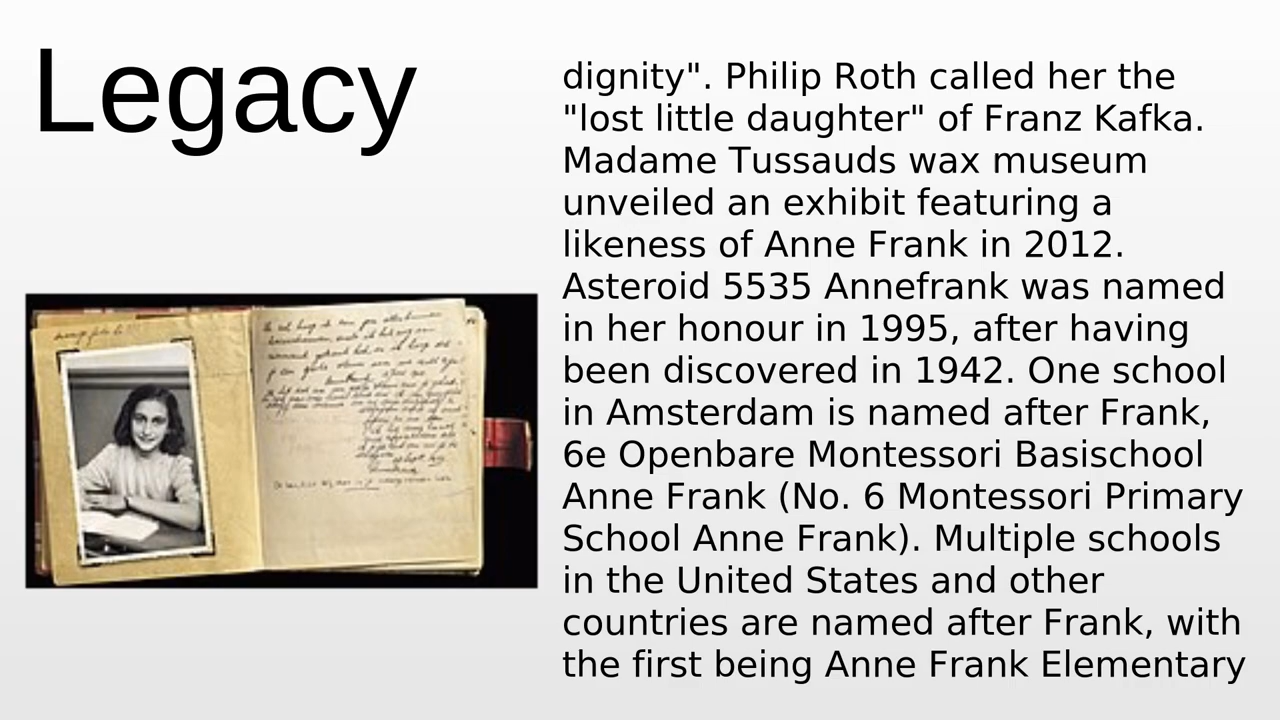 Legacy
dignity". Philip Roth called her the
"lost little daughter" of Franz Kafka.
Madame Tussauds wax museum
unveiled an exhibit featuring a
likeness of Anne Frank in 2012.
Asteroid 5535 Annefrank was named
in her honour in 1995, after having
been discovered in 1942. One school
in Amsterdam is named after Frank,
6e Openbare Montessori Basischool
Anne Frank (No. 6 Montessori Primary
School Anne Frank). Multiple schools
in the United States and other
countries are named after Frank, with
the first being Anne Frank Elementary